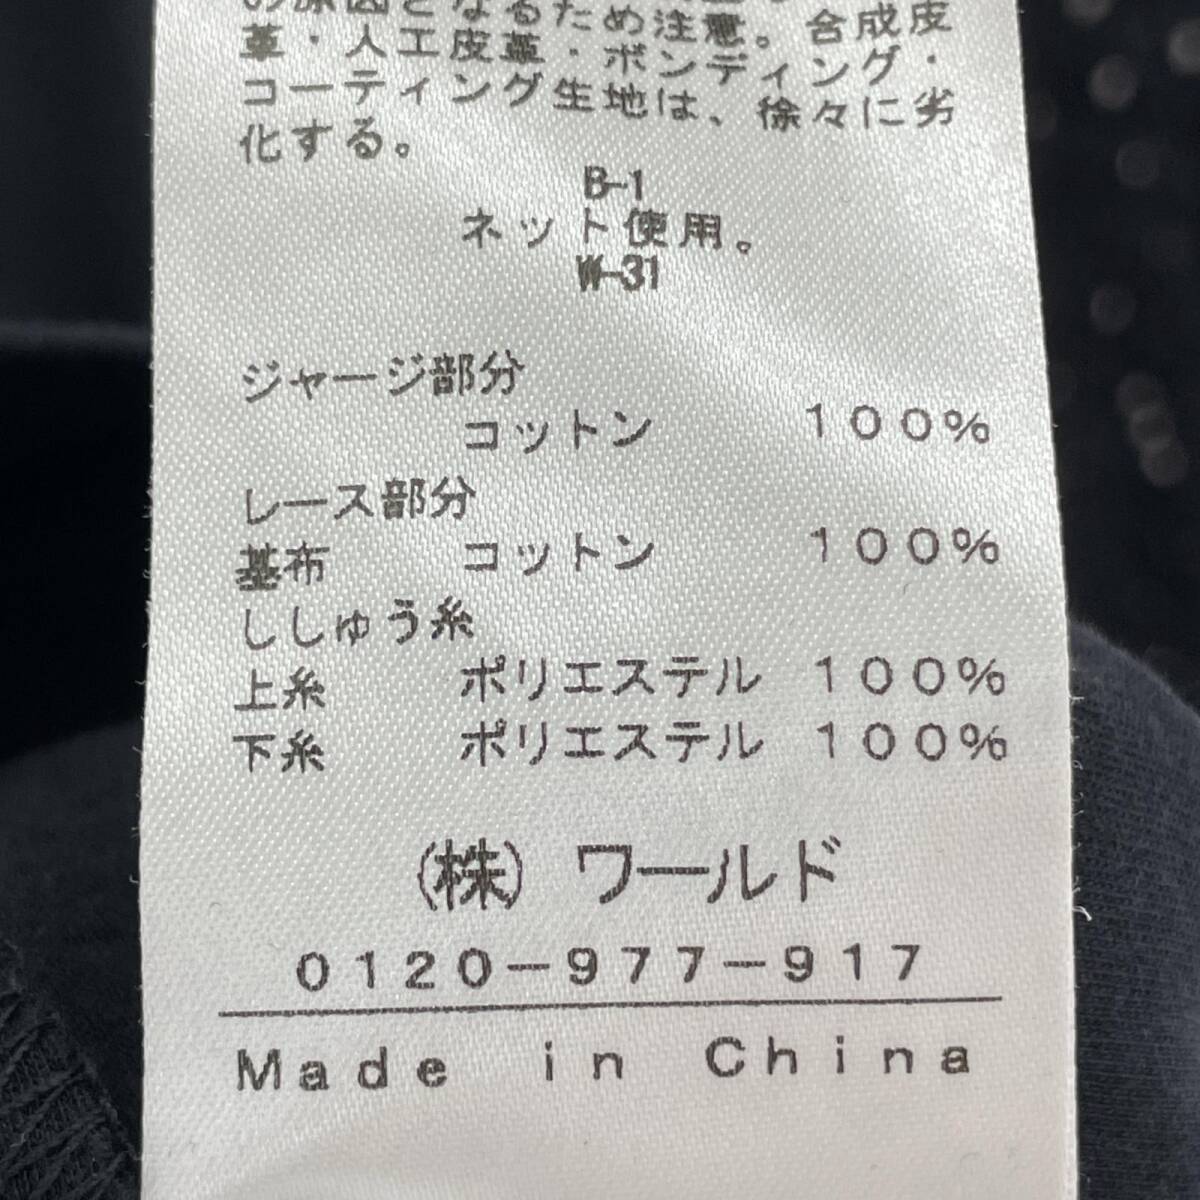 の原因となるため注意。合成皮
革・人工皮革・ボンディング・
コーティング生地は、徐々に劣
化する。
B-1
ネット使用。
W-31
ジャージ部分
コットン 100%
レース部分
基布 コットン 100%
ししゅう糸
上糸 ポリエステル 100%
下糸 ポリエステル 100%
(株) ワールド
0120-977-917
Made in China